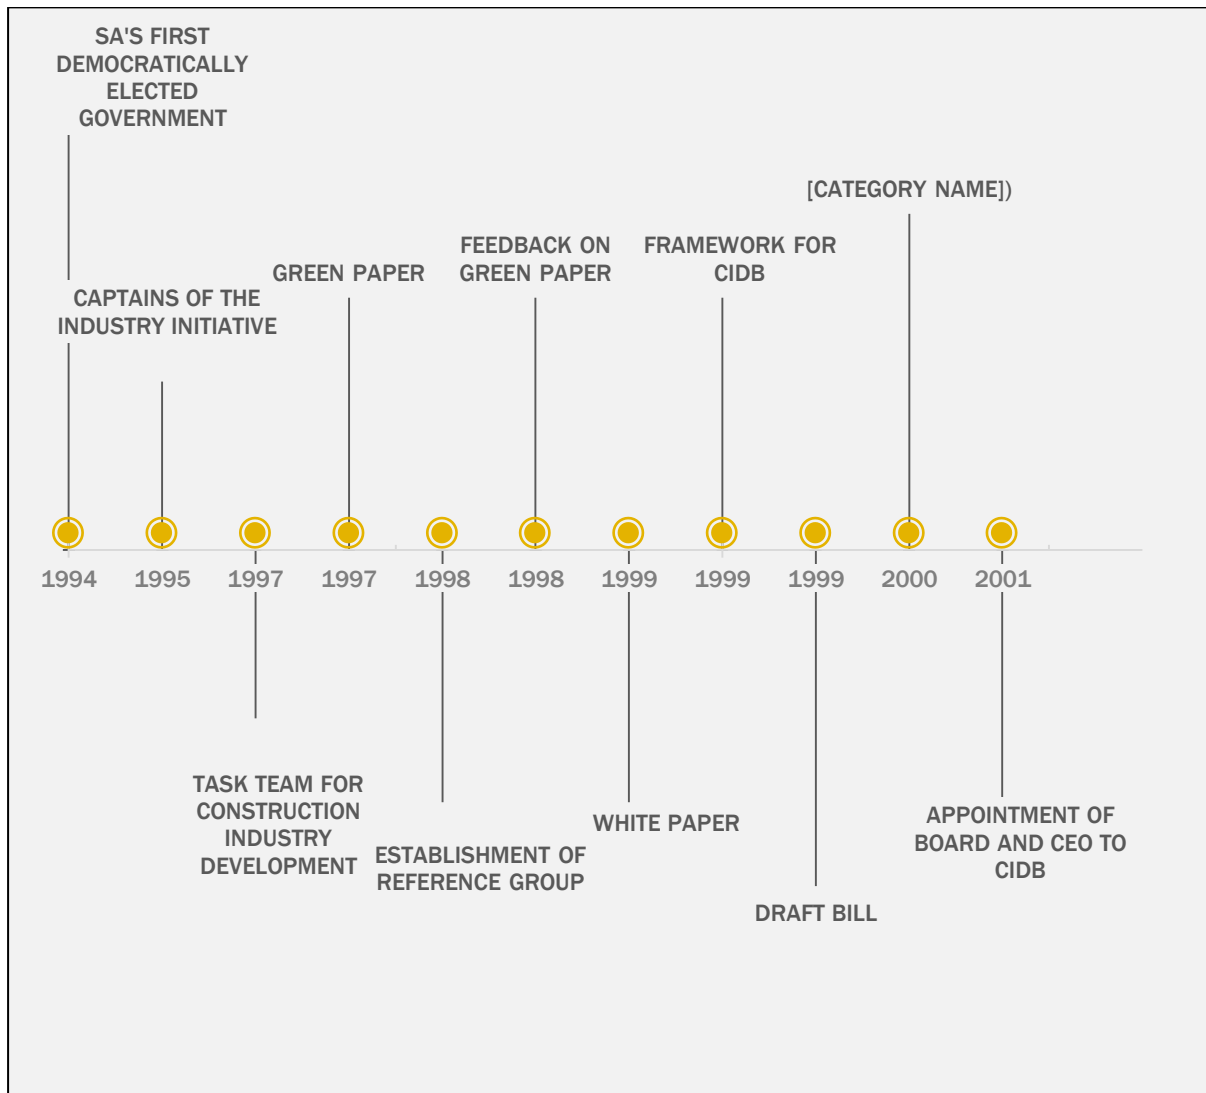 SA'S FIRST
DEMOCRATICALLY
ELECTED
GOVERNMENT
[CATEGORY NAME])
FEEDBACK ON
GREEN PAPER
FRAMEWORK FOR
CIDB
GREEN PAPER
CAPTAINS OF THE
INDUSTRY INITIATIVE
1994 1995 1997 1997 1998 1998 1999 1999 1999 2000 2001
TASK TEAM FOR
CONSTRUCTION
INDUSTRY
DEVELOPMENT
ESTABLISHMENT OF
REFERENCE GROUP
WHITE PAPER
DRAFT BILL
APPOINTMENT OF
BOARD AND CEO TO
CIDB